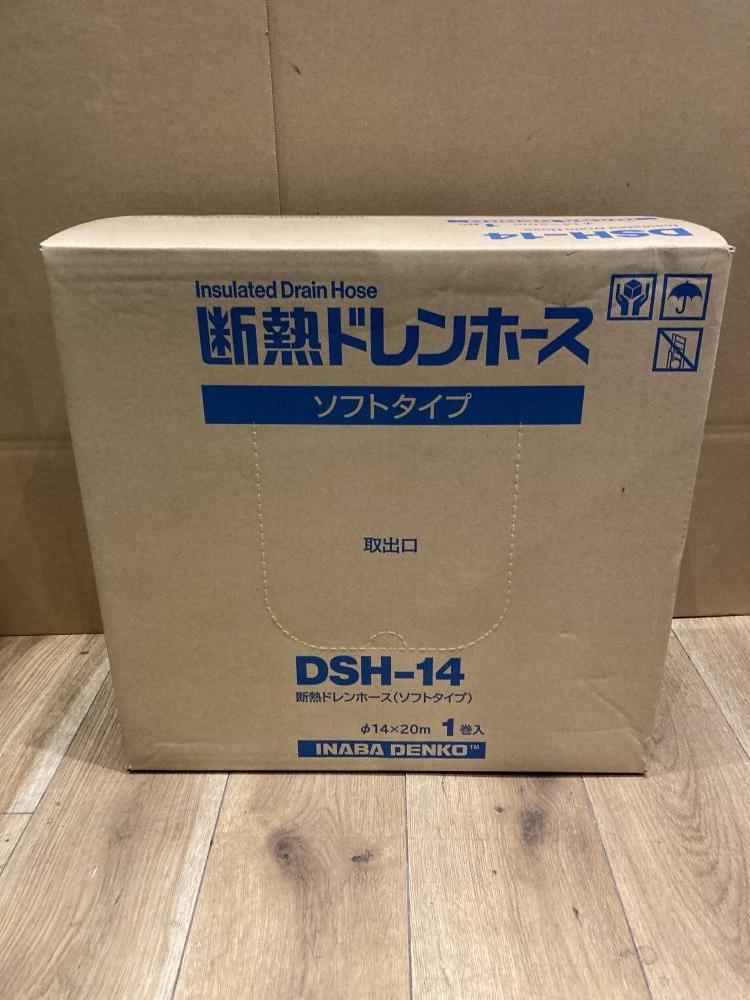 DSH-14
Insulated Drain Hose
断熱ドレンホース
ソフトタイプ
取出口
DSH-14
断熱ドレンホース(ソフトタイプ)
φ14×20m 1巻入
INABA DENKO™